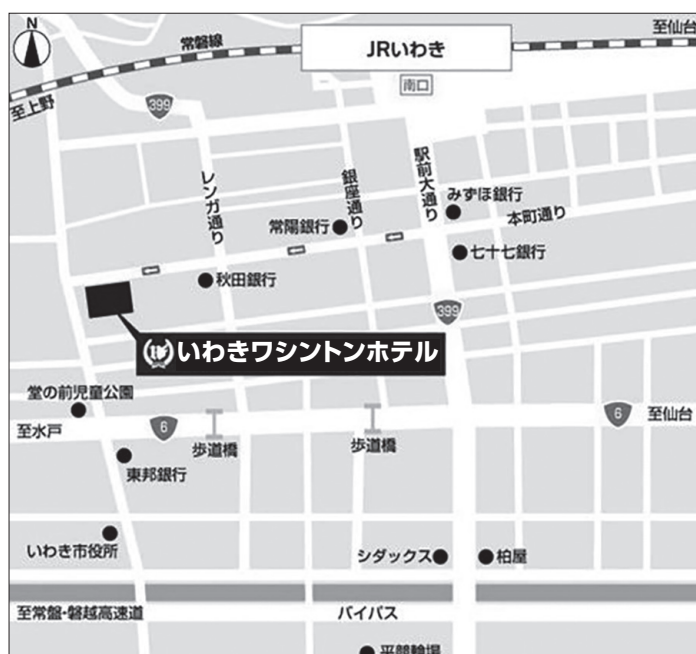 N
常磐線
JRいわき
至仙台
南口
至上野
399
レンガ通り
銀座通り
駅前大通り
みずほ銀行
本町通り
常陽銀行
七十七銀行
秋田銀行
399
いわきワシントンホテル
堂の前児童公園
至水戸
6
歩道橋
歩道橋
6
至仙台
東邦銀行
いわき市役所
シダックス
柏屋
至常盤・磐越高速道
バイパス
平競輪場